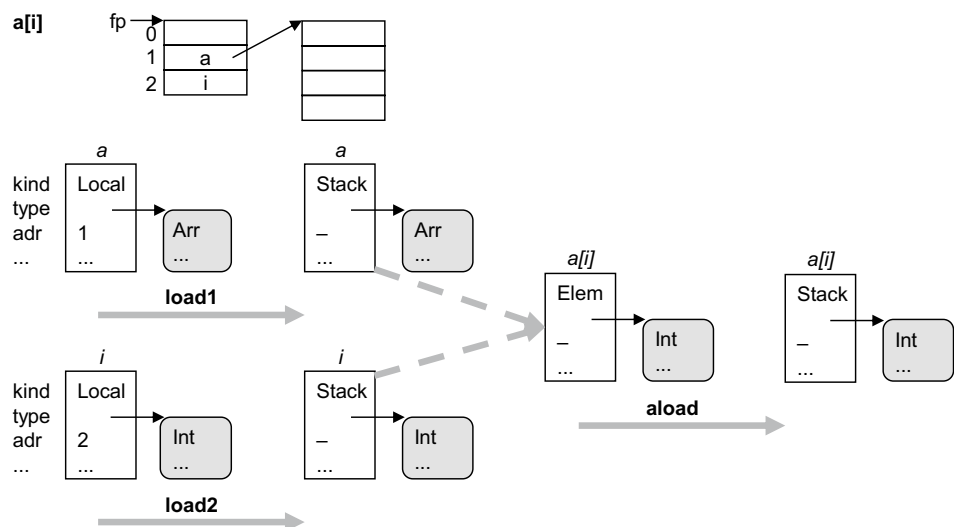 a[i]
fp
0
1 a
2 i
a a
kind Local Stack
type
adr 1 Arr – Arr
... ... ... ... ...
load1
a[i] a[i]
Elem Stack
– Int – Int
... ... ... ...
aload
i i
kind Local Stack
type
adr 2 Int – Int
... ... ... ... ...
load2